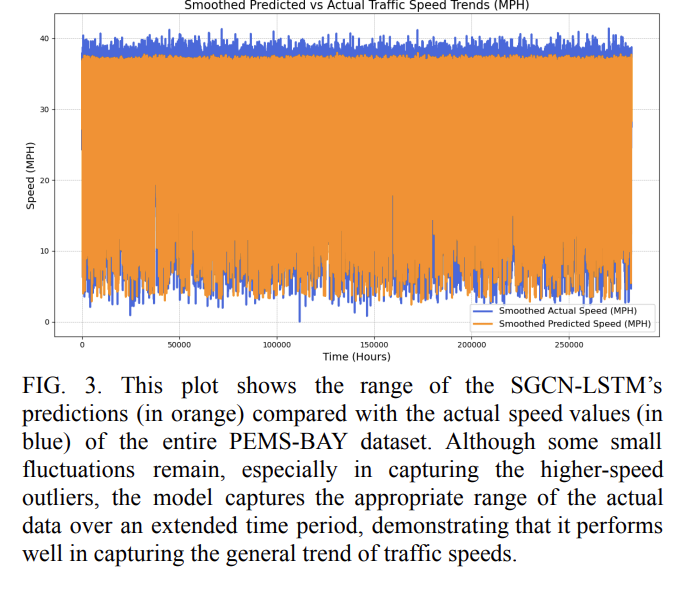 Smoothed Predicted vs Actual Traffic Speed Trends (MPH)
40
30
20
10
0
Speed (MPH)
0
50000
100000
150000
200000
250000
Time (Hours)
Smoothed Actual Speed (MPH)
Smoothed Predicted Speed (MPH)
FIG. 3. This plot shows the range of the SGCN-LSTM’s
predictions (in orange) compared with the actual speed values (in
blue) of the entire PEMS-BAY dataset. Although some small
fluctuations remain, especially in capturing the higher-speed
outliers, the model captures the appropriate range of the actual
data over an extended time period, demonstrating that it performs
well in capturing the general trend of traffic speeds.